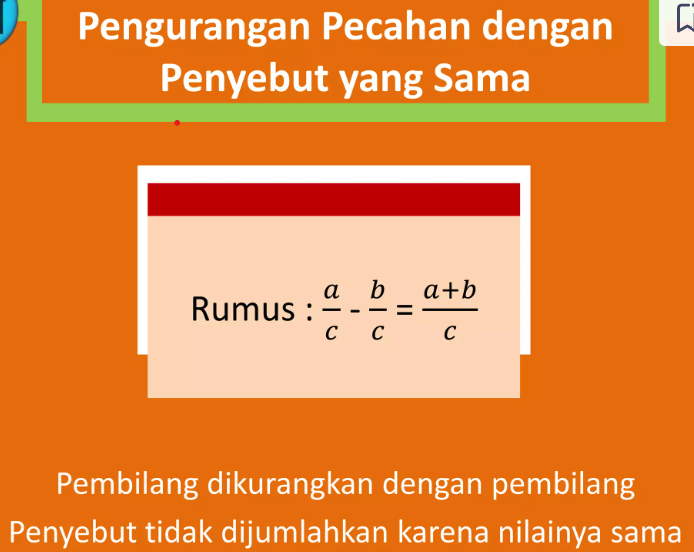 Pengurangan Pecahan dengan
Penyebut yang Sama
Rumus : a/c - b/c = a+b/c
Pembilang dikurangkan dengan pembilang
Penyebut tidak dijumlahkan karena nilainya sama